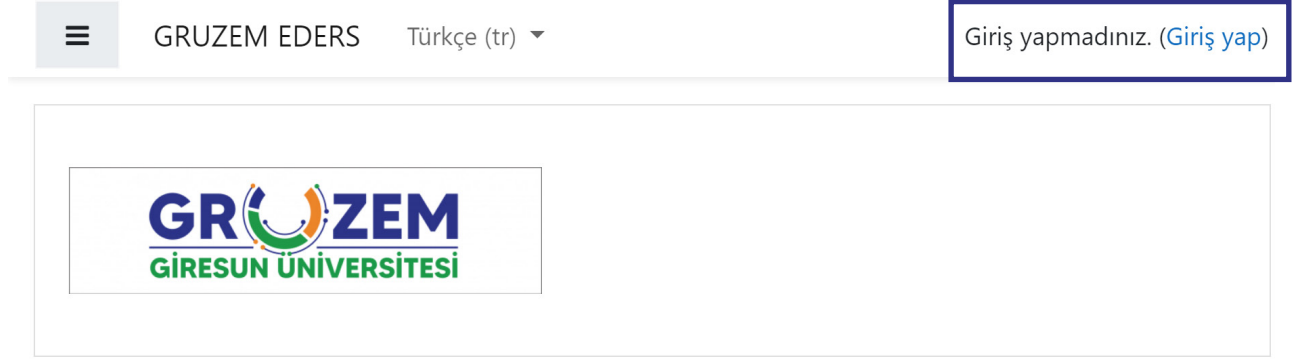 GRUZEM EDERS Türkçe (tr) Giriş yapmadınız. (Giriş yap)
GRUZEM
GİRESUN ÜNİVERSİTESİ